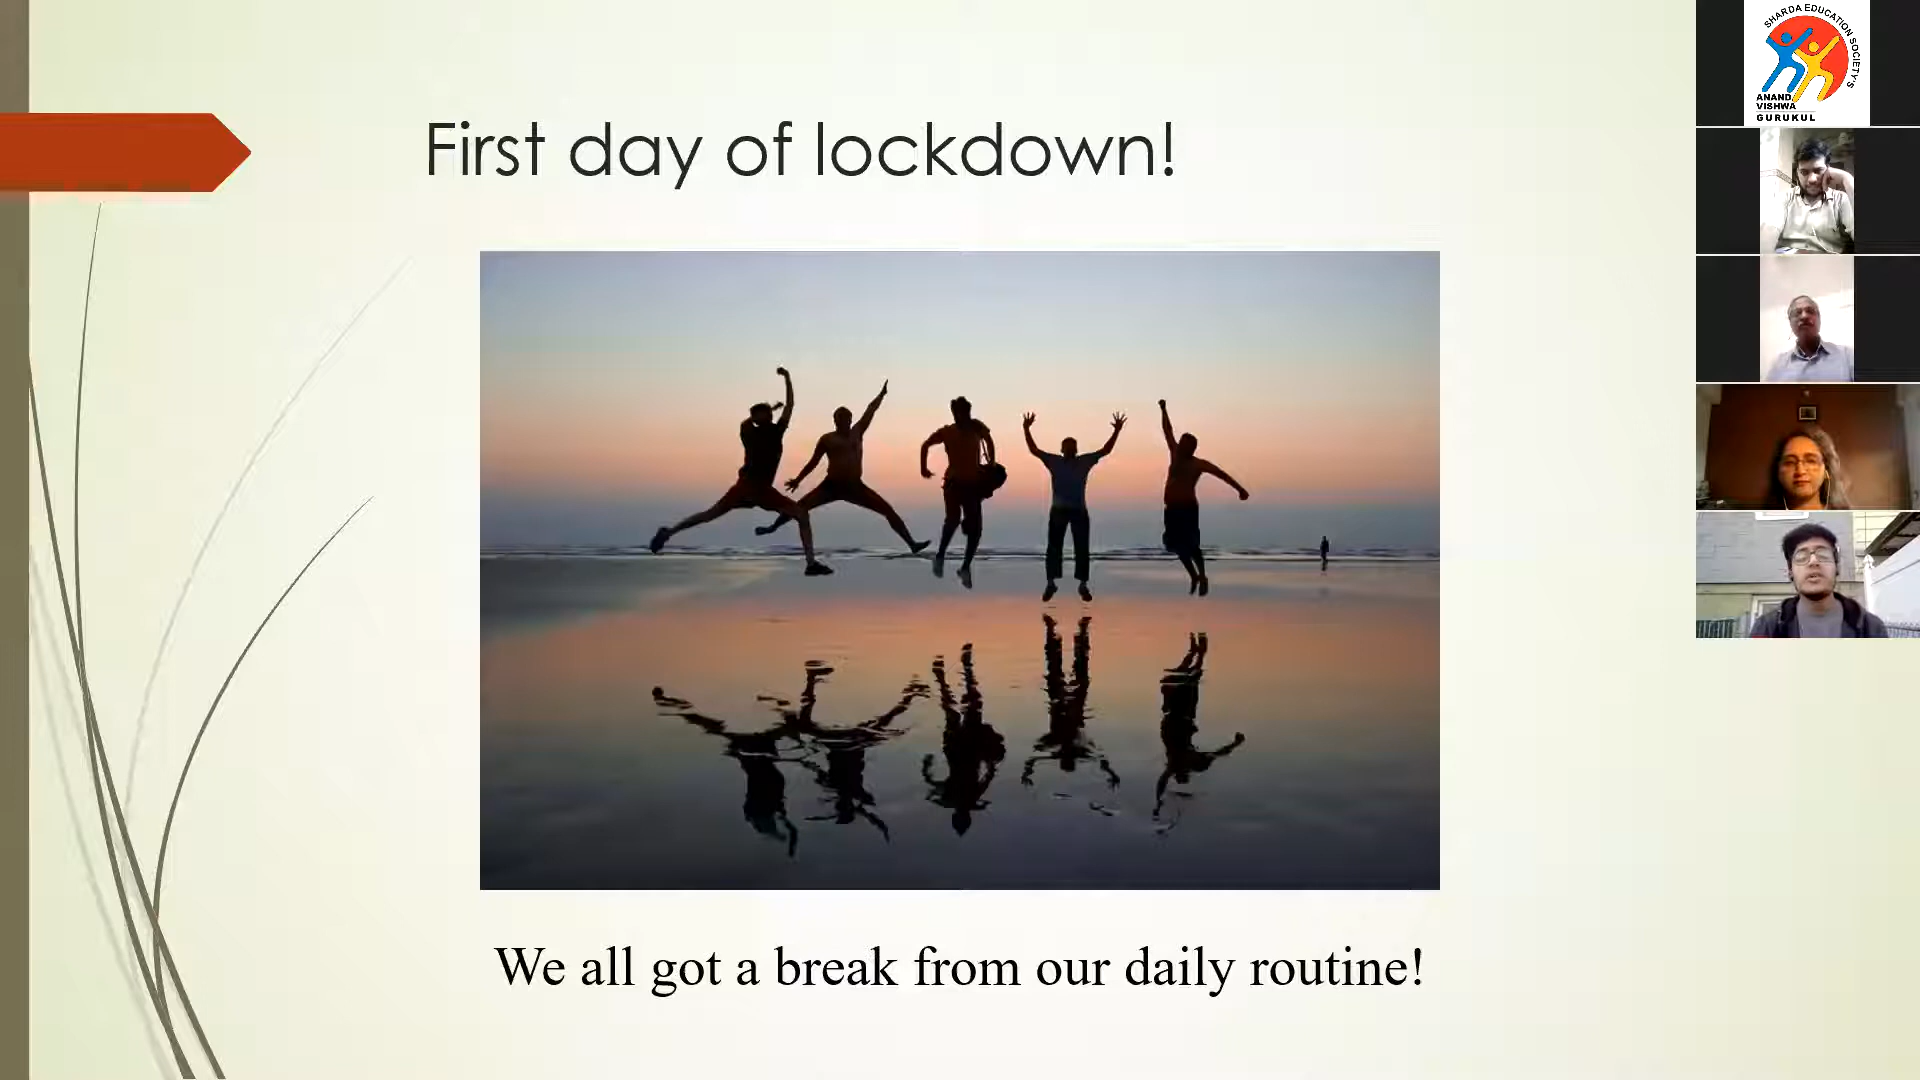 First day of lockdown!
We all got a break from our daily routine!
SHARDA EDUCATION SOCIETY'S
ANAND
VISHWA
GURUKUL